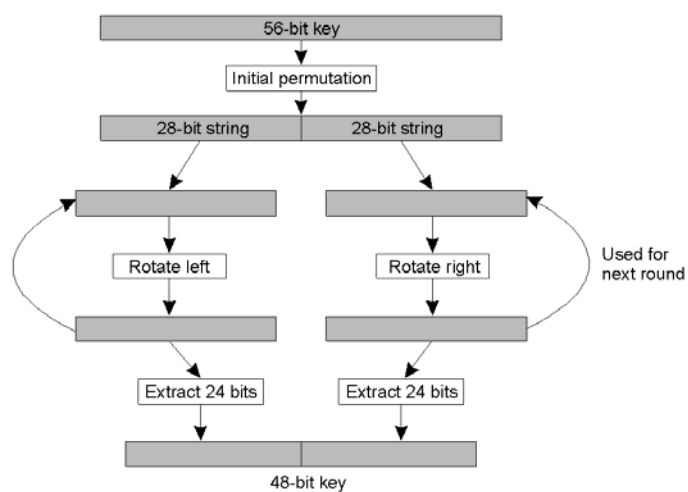 56-bit key
Initial permutation
28-bit string 28-bit string
Rotate left
Rotate right
Used for
next round
Extract 24 bits
Extract 24 bits
48-bit key